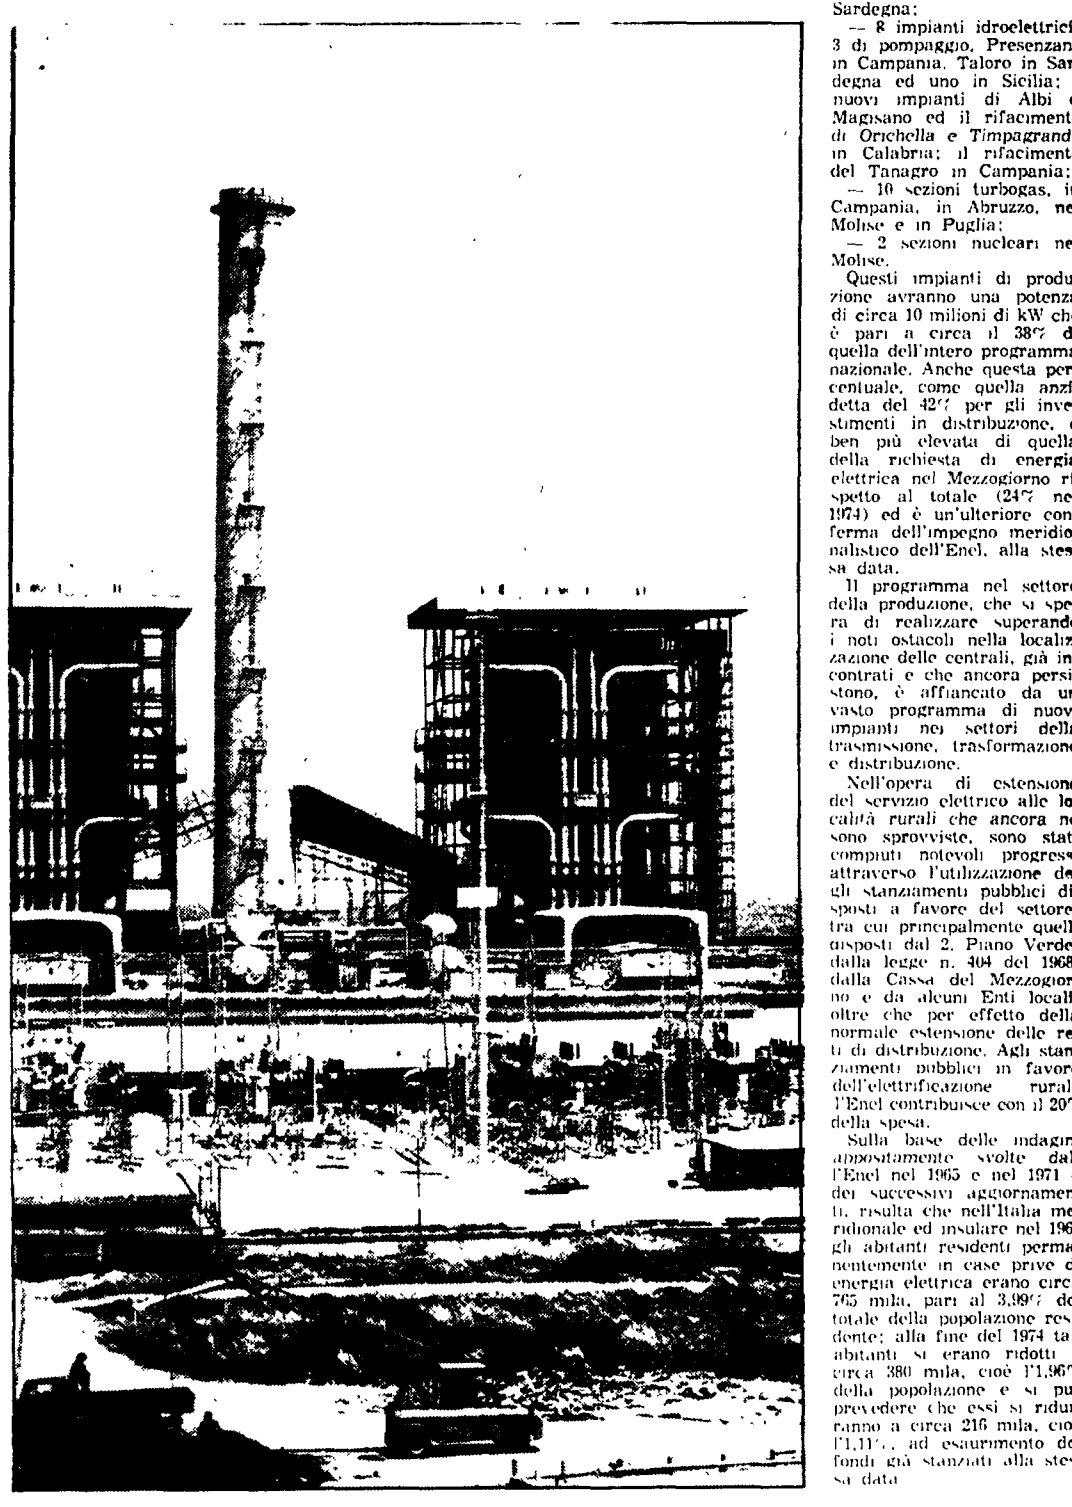 Sardegna;
— 8 impianti idroelettrici
3 di pompaggio, Presenzan
in Campania, Taloro in Sar
degna ed uno in Sicilia;
nuovi impianti di Albi e
Magisano ed il rifaciment
di Orichella e Timpagrand
in Calabria; il rifaciment
del Tanagro in Campania;
— 10 sezioni turbogas, in
Campania, in Abruzzo, ne
Molise e in Puglia;
— 2 sezioni nucleari ne
Molise.
Questi impianti di produ
zione avranno una potenza
di circa 10 milioni di kW che
è pari a circa il 38% d
quella dell'intero programma
nazionale. Anche questa per
centuale, come quella anzi
detta del 42% per gli inve
stimenti in distribuzione, è
ben più elevata di quella
della richiesta di energia
elettrica nel Mezzogiorno ri
spetto al totale (24% ne
1974) ed è un'ulteriore con
ferma dell'impegno meridio
nalistico dell'Enel, alla stes
sa data.
Il programma nel settore
della produzione, che si spe
ra di realizzare superando
i noti ostacoli nella localiz
zazione delle centrali, già in
contrati e che ancora persi
stono, è affiancato da un
vasto programma di nuov
impianti nei settori della
trasmissione, trasformazione
e distribuzione.
Nell'opera di estensione
del servizio elettrico alle lo
calità rurali che ancora ne
sono sprovviste, sono stat
compiuti notevoli progress
attraverso l'utilizzazione de
gli stanziamenti pubblici di
sposti a favore del settore,
tra cui principalmente quell
disposti dal 2. Piano Verde
dalla legge n. 404 del 1968
dalla Cassa del Mezzogior
no e da alcuni Enti locali
oltre che per effetto della
normale estensione delle re
ti di distribuzione. Agli stan
ziamenti pubblici in favore
dell'elettrificazione rural
l'Enel contribuisce con il 20%
della spesa.
Sulla base delle indagin
appositamente svolte dal
l'Enel nel 1965 e nel 1971
dei successivi aggiornamen
ti, risulta che nell'Italia me
ridionale ed insulare nel 196
gli abitanti residenti perma
nentemente in case prive d
energia elettrica erano circ
765 mila, pari al 3,99% de
totale della popolazione resi
dente; alla fine del 1974 ta
abitanti si erano ridotti
circa 380 mila, cioè l'1,96%
della popolazione e si pu
prevedere che essi si ridur
ranno a circa 216 mila, cio
l'1,11%, ad esaurimento de
fondi già stanziati alla stes
sa data